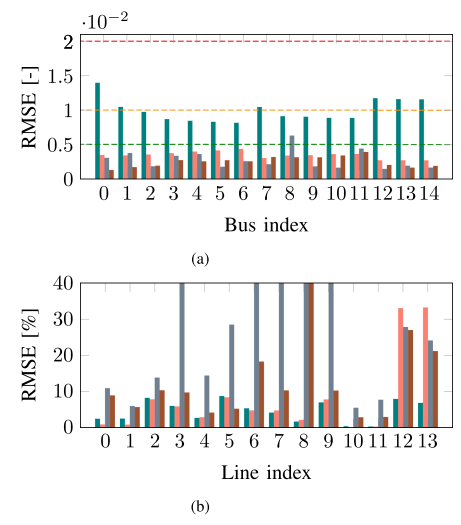 ·10⁻²
2
1.5
1
0.5
0
RMSE [-]
0 1 2 3 4 5 6 7 8 9 10 11 12 13 14
Bus index
(a)
40
30
20
10
0
RMSE [%]
0 1 2 3 4 5 6 7 8 9 10 11 12 13
Line index
(b)